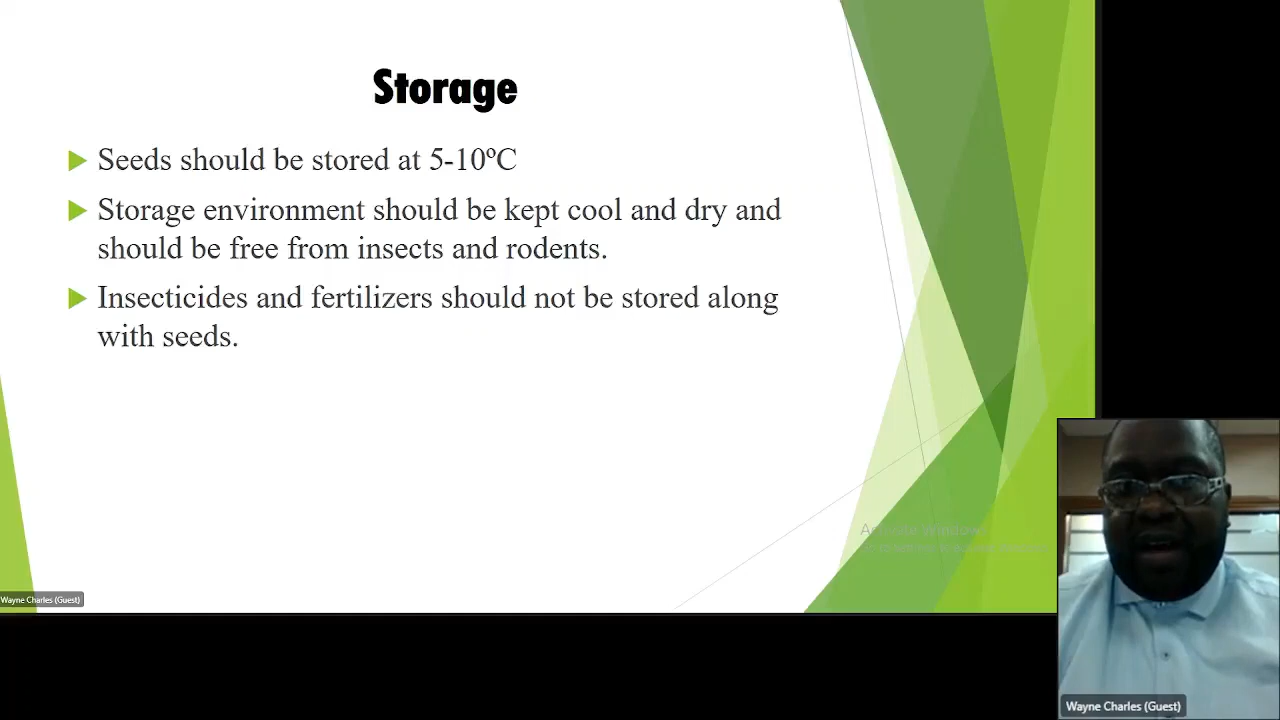 Storage
Seeds should be stored at 5-10ºC
Storage environment should be kept cool and dry and
should be free from insects and rodents.
Insecticides and fertilizers should not be stored along
with seeds.
Activate Windows
Wayne Charles (Guest)
Wayne Charles (Guest)